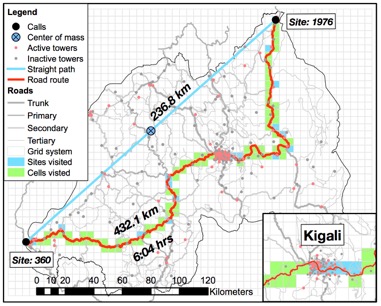 Legend
Calls
Center of mass
Active towers
Inactive towers
Straight path
Road route
Roads
Trunk
Primary
Secondary
Tertiary
Grid system
Sites visited
Cells visited
Site: 1976
236.8 km
432.1 km
6:04 hrs
Site: 360
0 10 20 40 60 80 100 120
Kilometers
Kigali